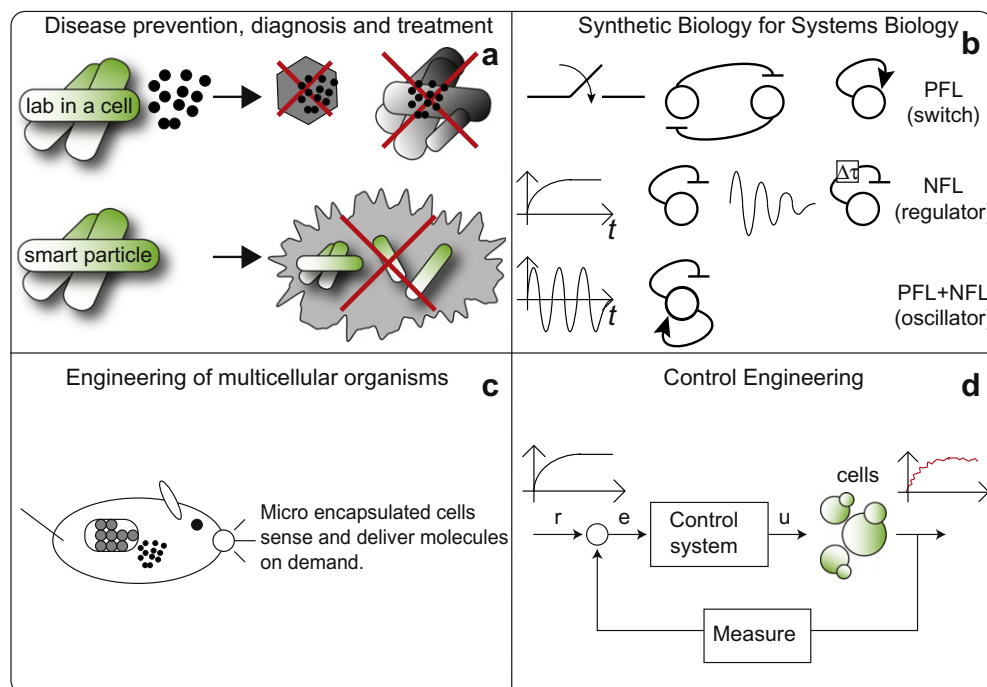 Disease prevention, diagnosis and treatment
a
lab in a cell
smart particle
Synthetic Biology for Systems Biology
b
PFL
(switch)
Δτ
NFL
(regulator)
t
PFL+NFL
(oscillator)
t
Engineering of multicellular organisms
c
Micro encapsulated cells
sense and deliver molecules
on demand.
Control Engineering
d
cells
r
e
Control
system
u
Measure